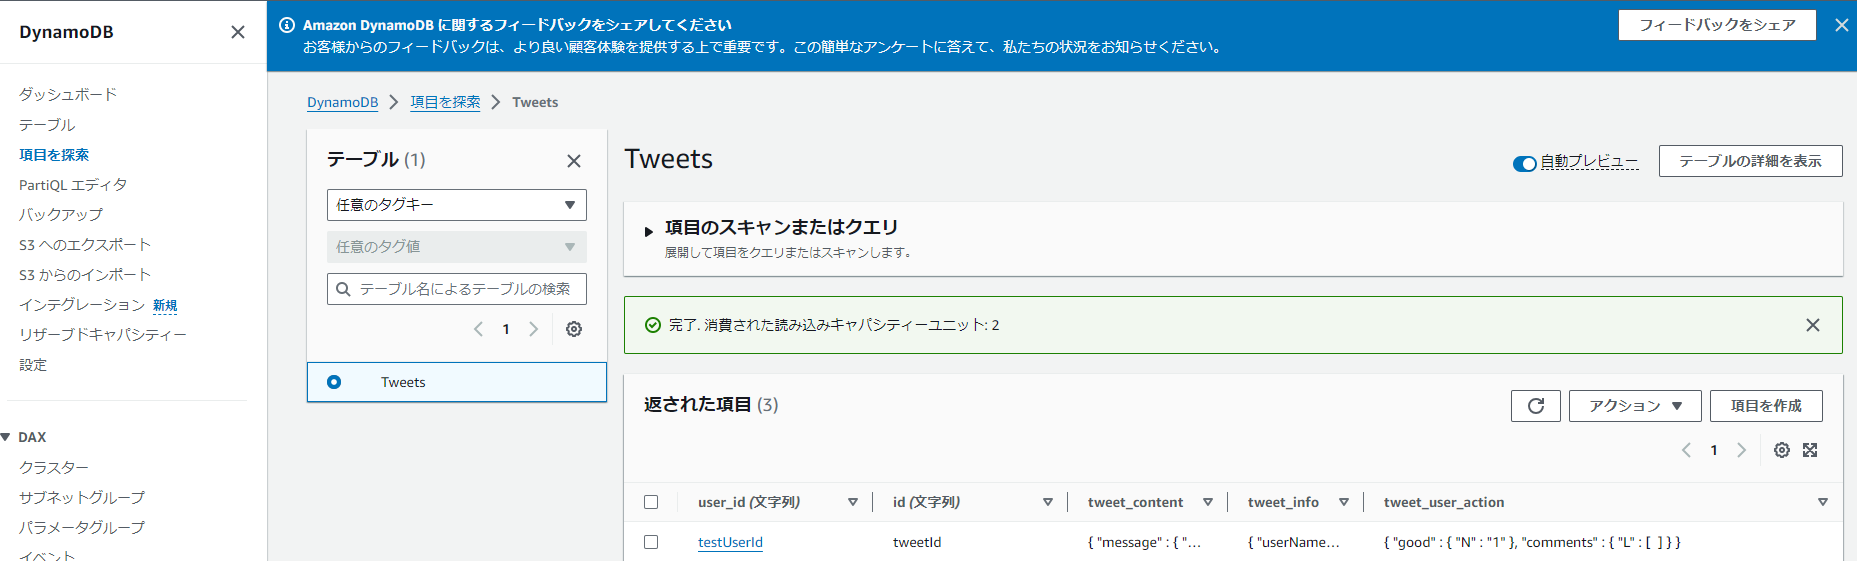 DynamoDB
ダッシュボード
テーブル
項目を探索
PartiQL エディタ
バックアップ
S3 へのエクスポート
S3 からのインポート
インテグレーション 新規
リザーブドキャパシティー
設定
DAX
クラスター
サブネットグループ
パラメータグループ
イベント
Amazon DynamoDB に関するフィードバックをシェアしてください
お客様からのフィードバックは、より良い顧客体験を提供する上で重要です。この簡単なアンケートに答えて、私たちの状況をお知らせください。
フィードバックをシェア
DynamoDB 項目を探索 Tweets
テーブル (1)
任意のタグキー
任意のタグ値
テーブル名によるテーブルの検索
1
Tweets
Tweets
自動プレビュー
テーブルの詳細を表示
項目のスキャンまたはクエリ
展開して項目をクエリまたはスキャンします。
完了. 消費された読み込みキャパシティーユニット: 2
返された項目 (3)
アクション
項目を作成
1
user_id (文字列) id (文字列) tweet_content tweet_info tweet_user_action
testUserId tweetId { "message" : { "... { "userName... { "good" : { "N" : "1" }, "comments" : { "L" : [ ] } }